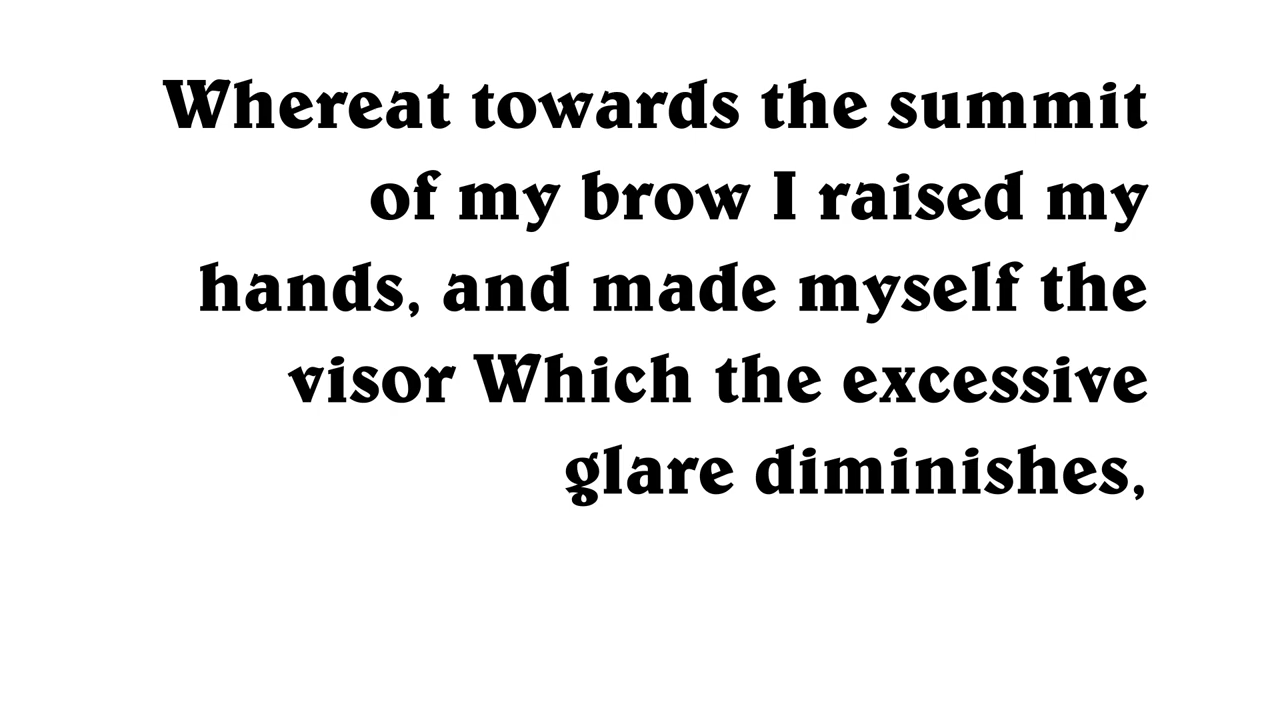 Whereat towards the summit
of my brow I raised my
hands, and made myself the
visor Which the excessive
glare diminishes,